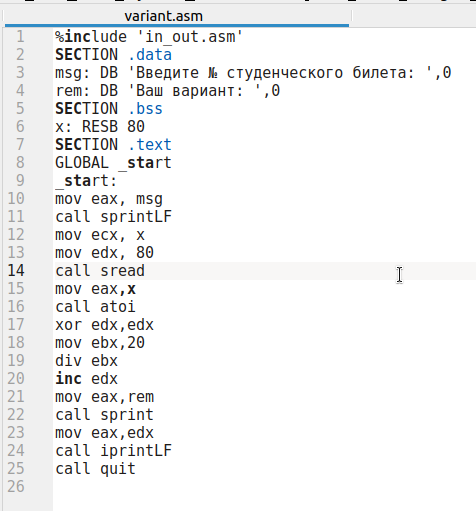 variant.asm
1 %include 'in_out.asm'
2 SECTION .data
3 msg: DB 'Введите № студенческого билета: ',0
4 rem: DB 'Ваш вариант: ',0
5 SECTION .bss
6 x: RESB 80
7 SECTION .text
8 GLOBAL _start
9 _start:
10 mov eax, msg
11 call sprintLF
12 mov ecx, x
13 mov edx, 80
14 call sread
15 mov eax,x
16 call atoi
17 xor edx,edx
18 mov ebx,20
19 div ebx
20 inc edx
21 mov eax,rem
22 call sprint
23 mov eax,edx
24 call iprintLF
25 call quit
26